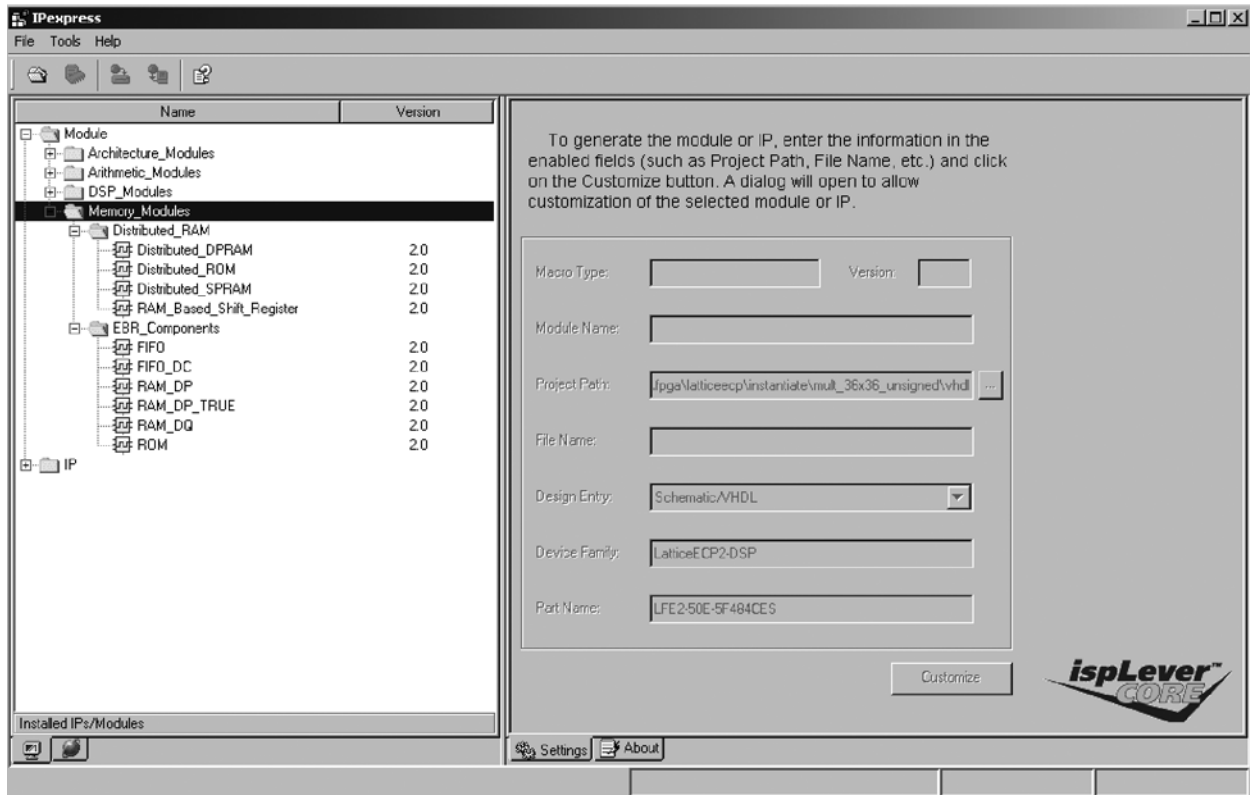 IPexpress
File Tools Help
Name Version
Module
Architecture_Modules
Arithmetic_Modules
DSP_Modules
Memory_Modules
Distributed_RAM
Distributed_DPRAM 2.0
Distributed_ROM 2.0
Distributed_SPRAM 2.0
RAM_Based_Shift_Register 2.0
EBR_Components
FIFO 2.0
FIFO_DC 2.0
RAM_DP 2.0
RAM_DP_TRUE 2.0
RAM_DQ 2.0
ROM 2.0
IP
Installed IPs/Modules
To generate the module or IP, enter the information in the
enabled fields (such as Project Path, File Name, etc.) and click
on the Customize button. A dialog will open to allow
customization of the selected module or IP.
Macro Type: Version:
Module Name:
Project Path: .fpga\latticeecp\instantiate\mult_36x36_unsigned\vhdl ...
File Name:
Design Entry: Schematic/VHDL
Device Family: LatticeECP2-DSP
Part Name: LFE2-50E-5F484CES
Customize
ispLever™
CORE
Settings About